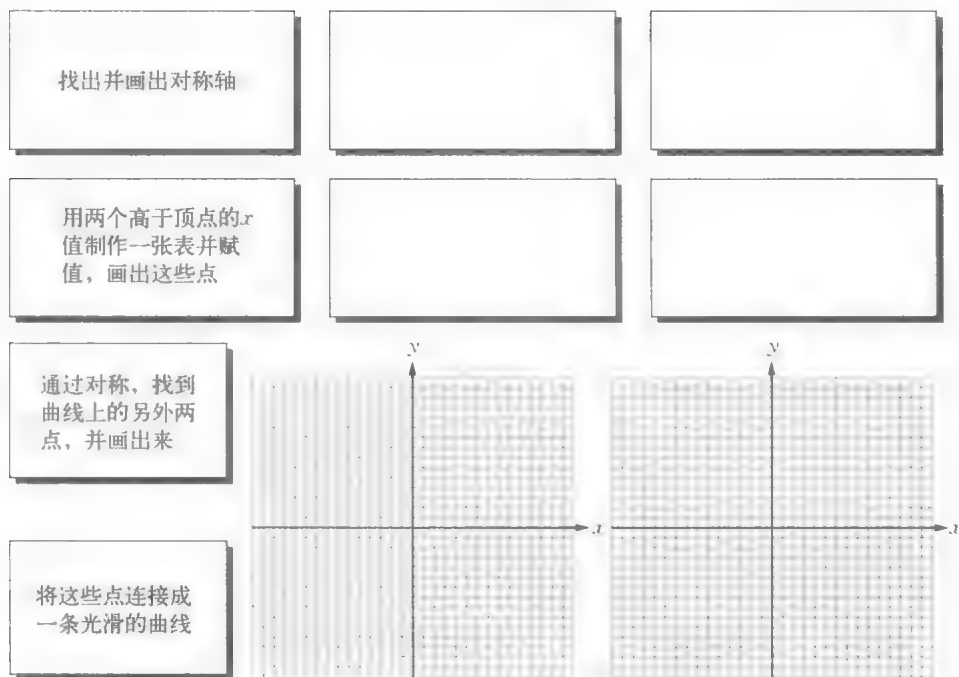 找出并画出对称轴
用两个高于顶点的x
值制作一张表并赋
值，画出这些点
y
y
通过对称，找到
曲线上的另外两
点，并画出来
x
x
将这些点连接成
一条光滑的曲线